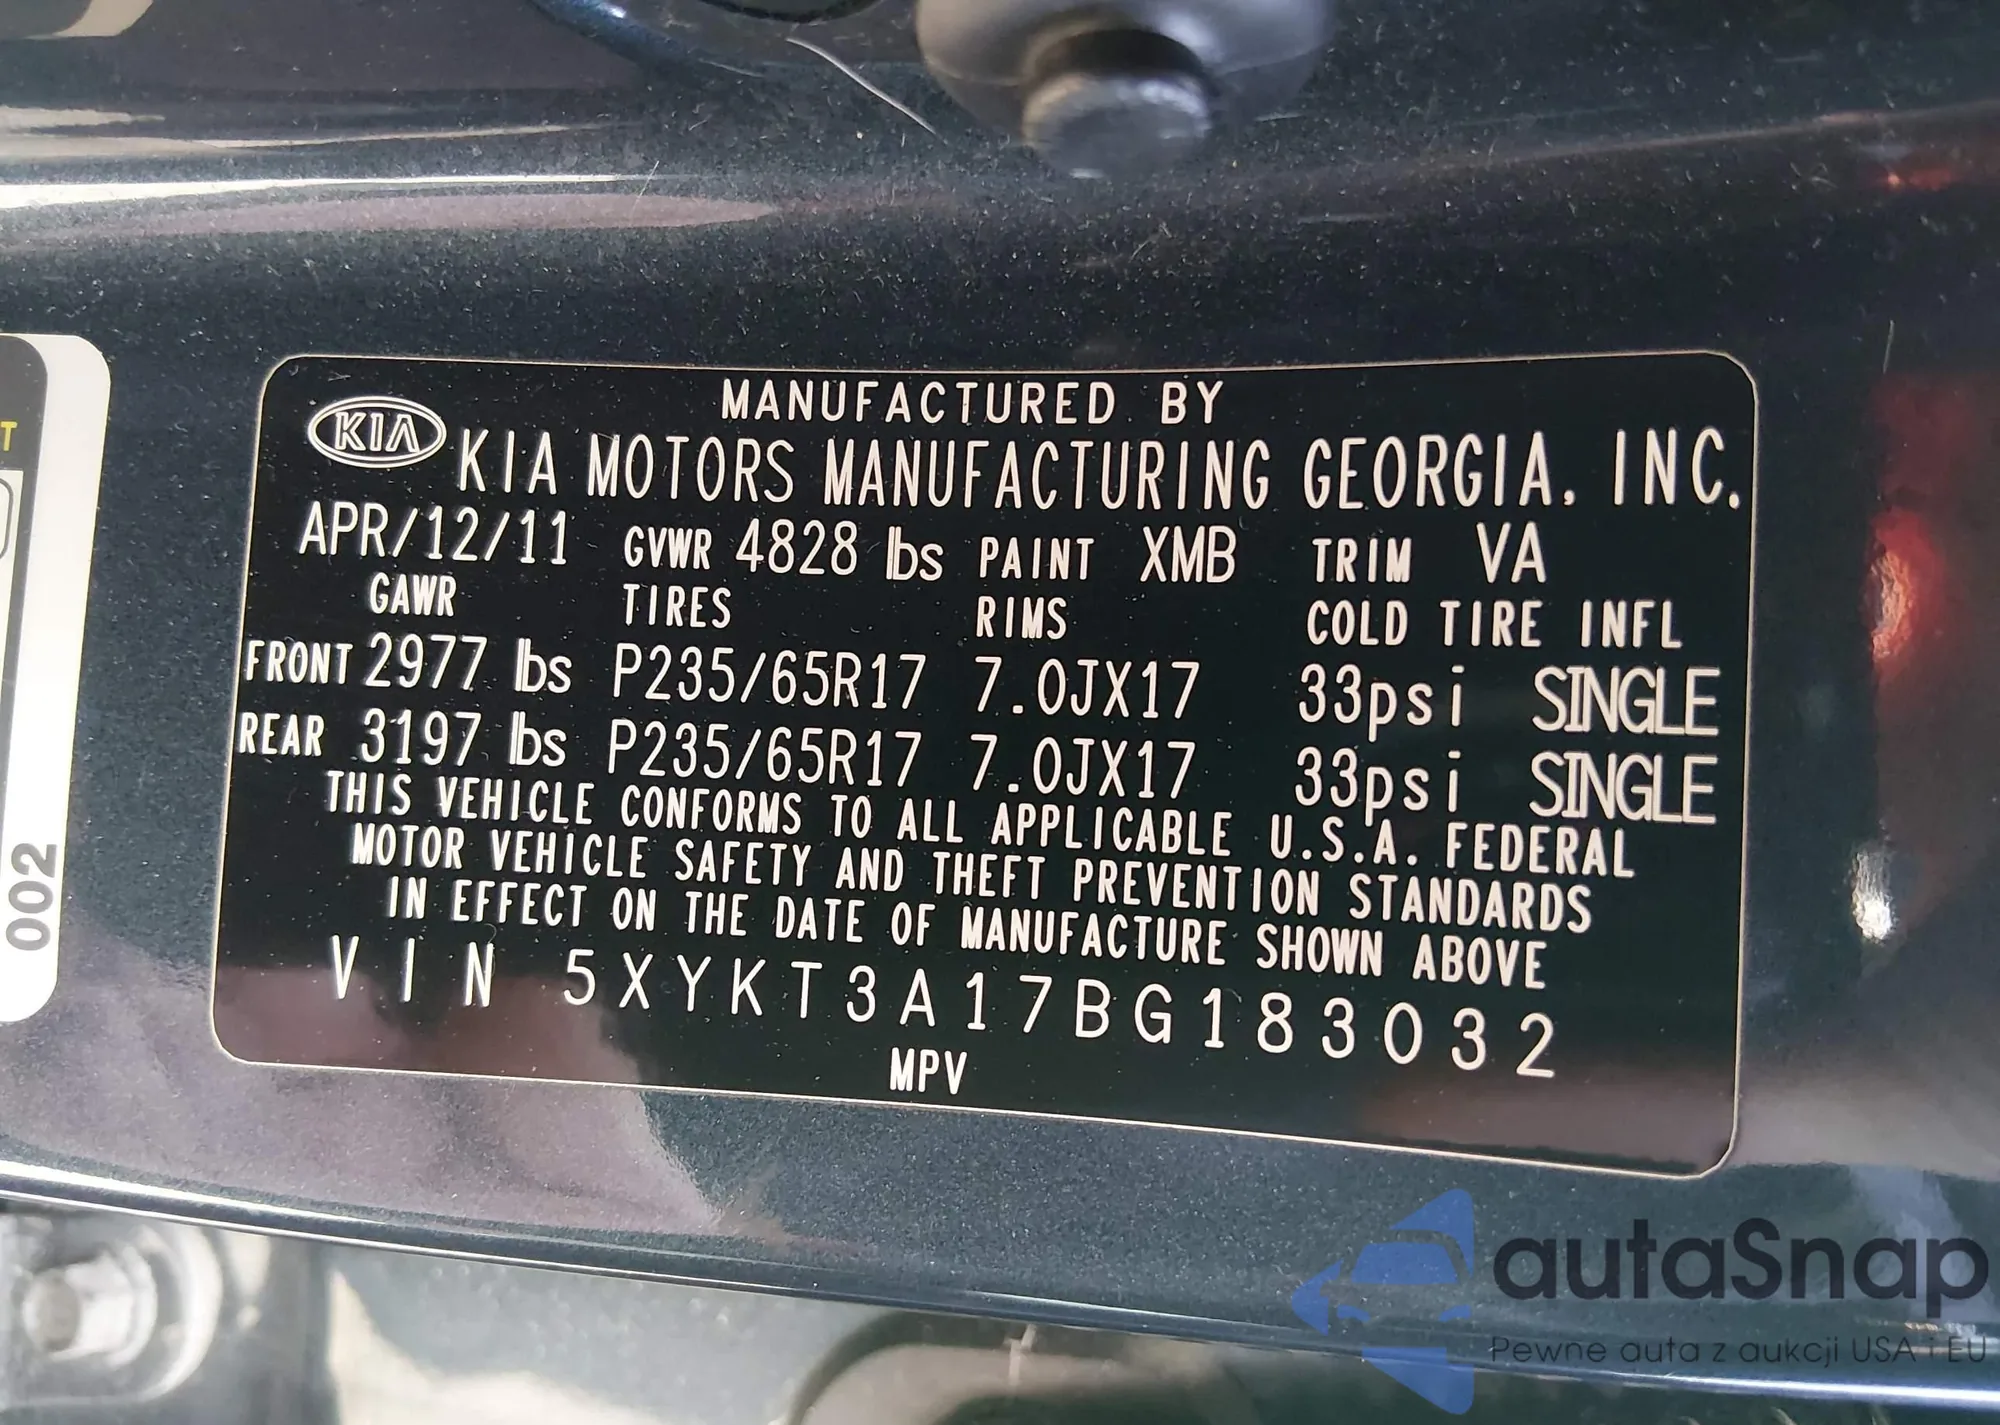 T
002
MANUFACTURED BY
KIA KIA MOTORS MANUFACTURING GEORGIA, INC.
APR/12/11 GVWR 4828 lbs PAINT XMB TRIM VA
GAWR TIRES RIMS COLD TIRE INFL
FRONT 2977 lbs P235/65R17 7.0JX17 33psi SINGLE
REAR 3197 lbs P235/65R17 7.0JX17 33psi SINGLE
THIS VEHICLE CONFORMS TO ALL APPLICABLE U.S.A. FEDERAL
MOTOR VEHICLE SAFETY AND THEFT PREVENTION STANDARDS
IN EFFECT ON THE DATE OF MANUFACTURE SHOWN ABOVE
VIN 5XYKT3A17BG183032
MPV
autaSnap
Pewne auta z aukcji USA i EU